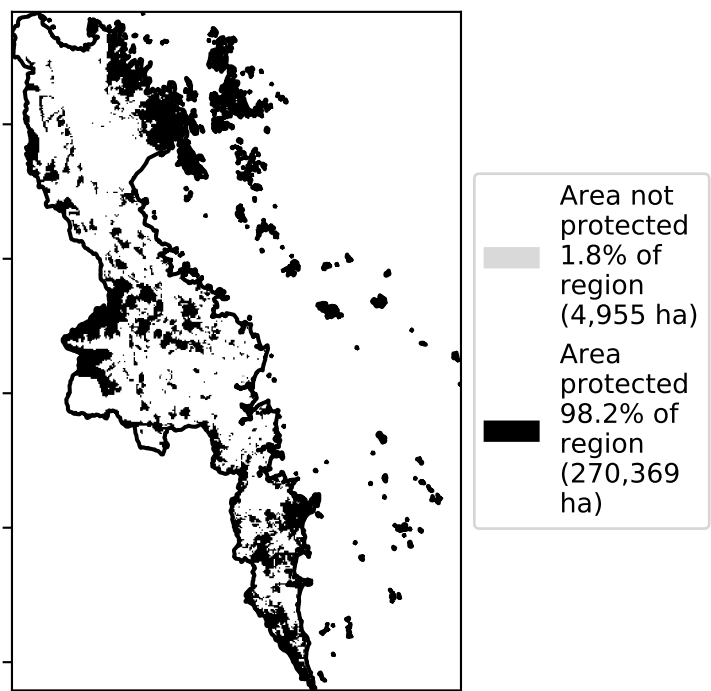 Area not
protected
1.8% of
region
(4,955 ha)
Area
protected
98.2% of
region
(270,369
ha)